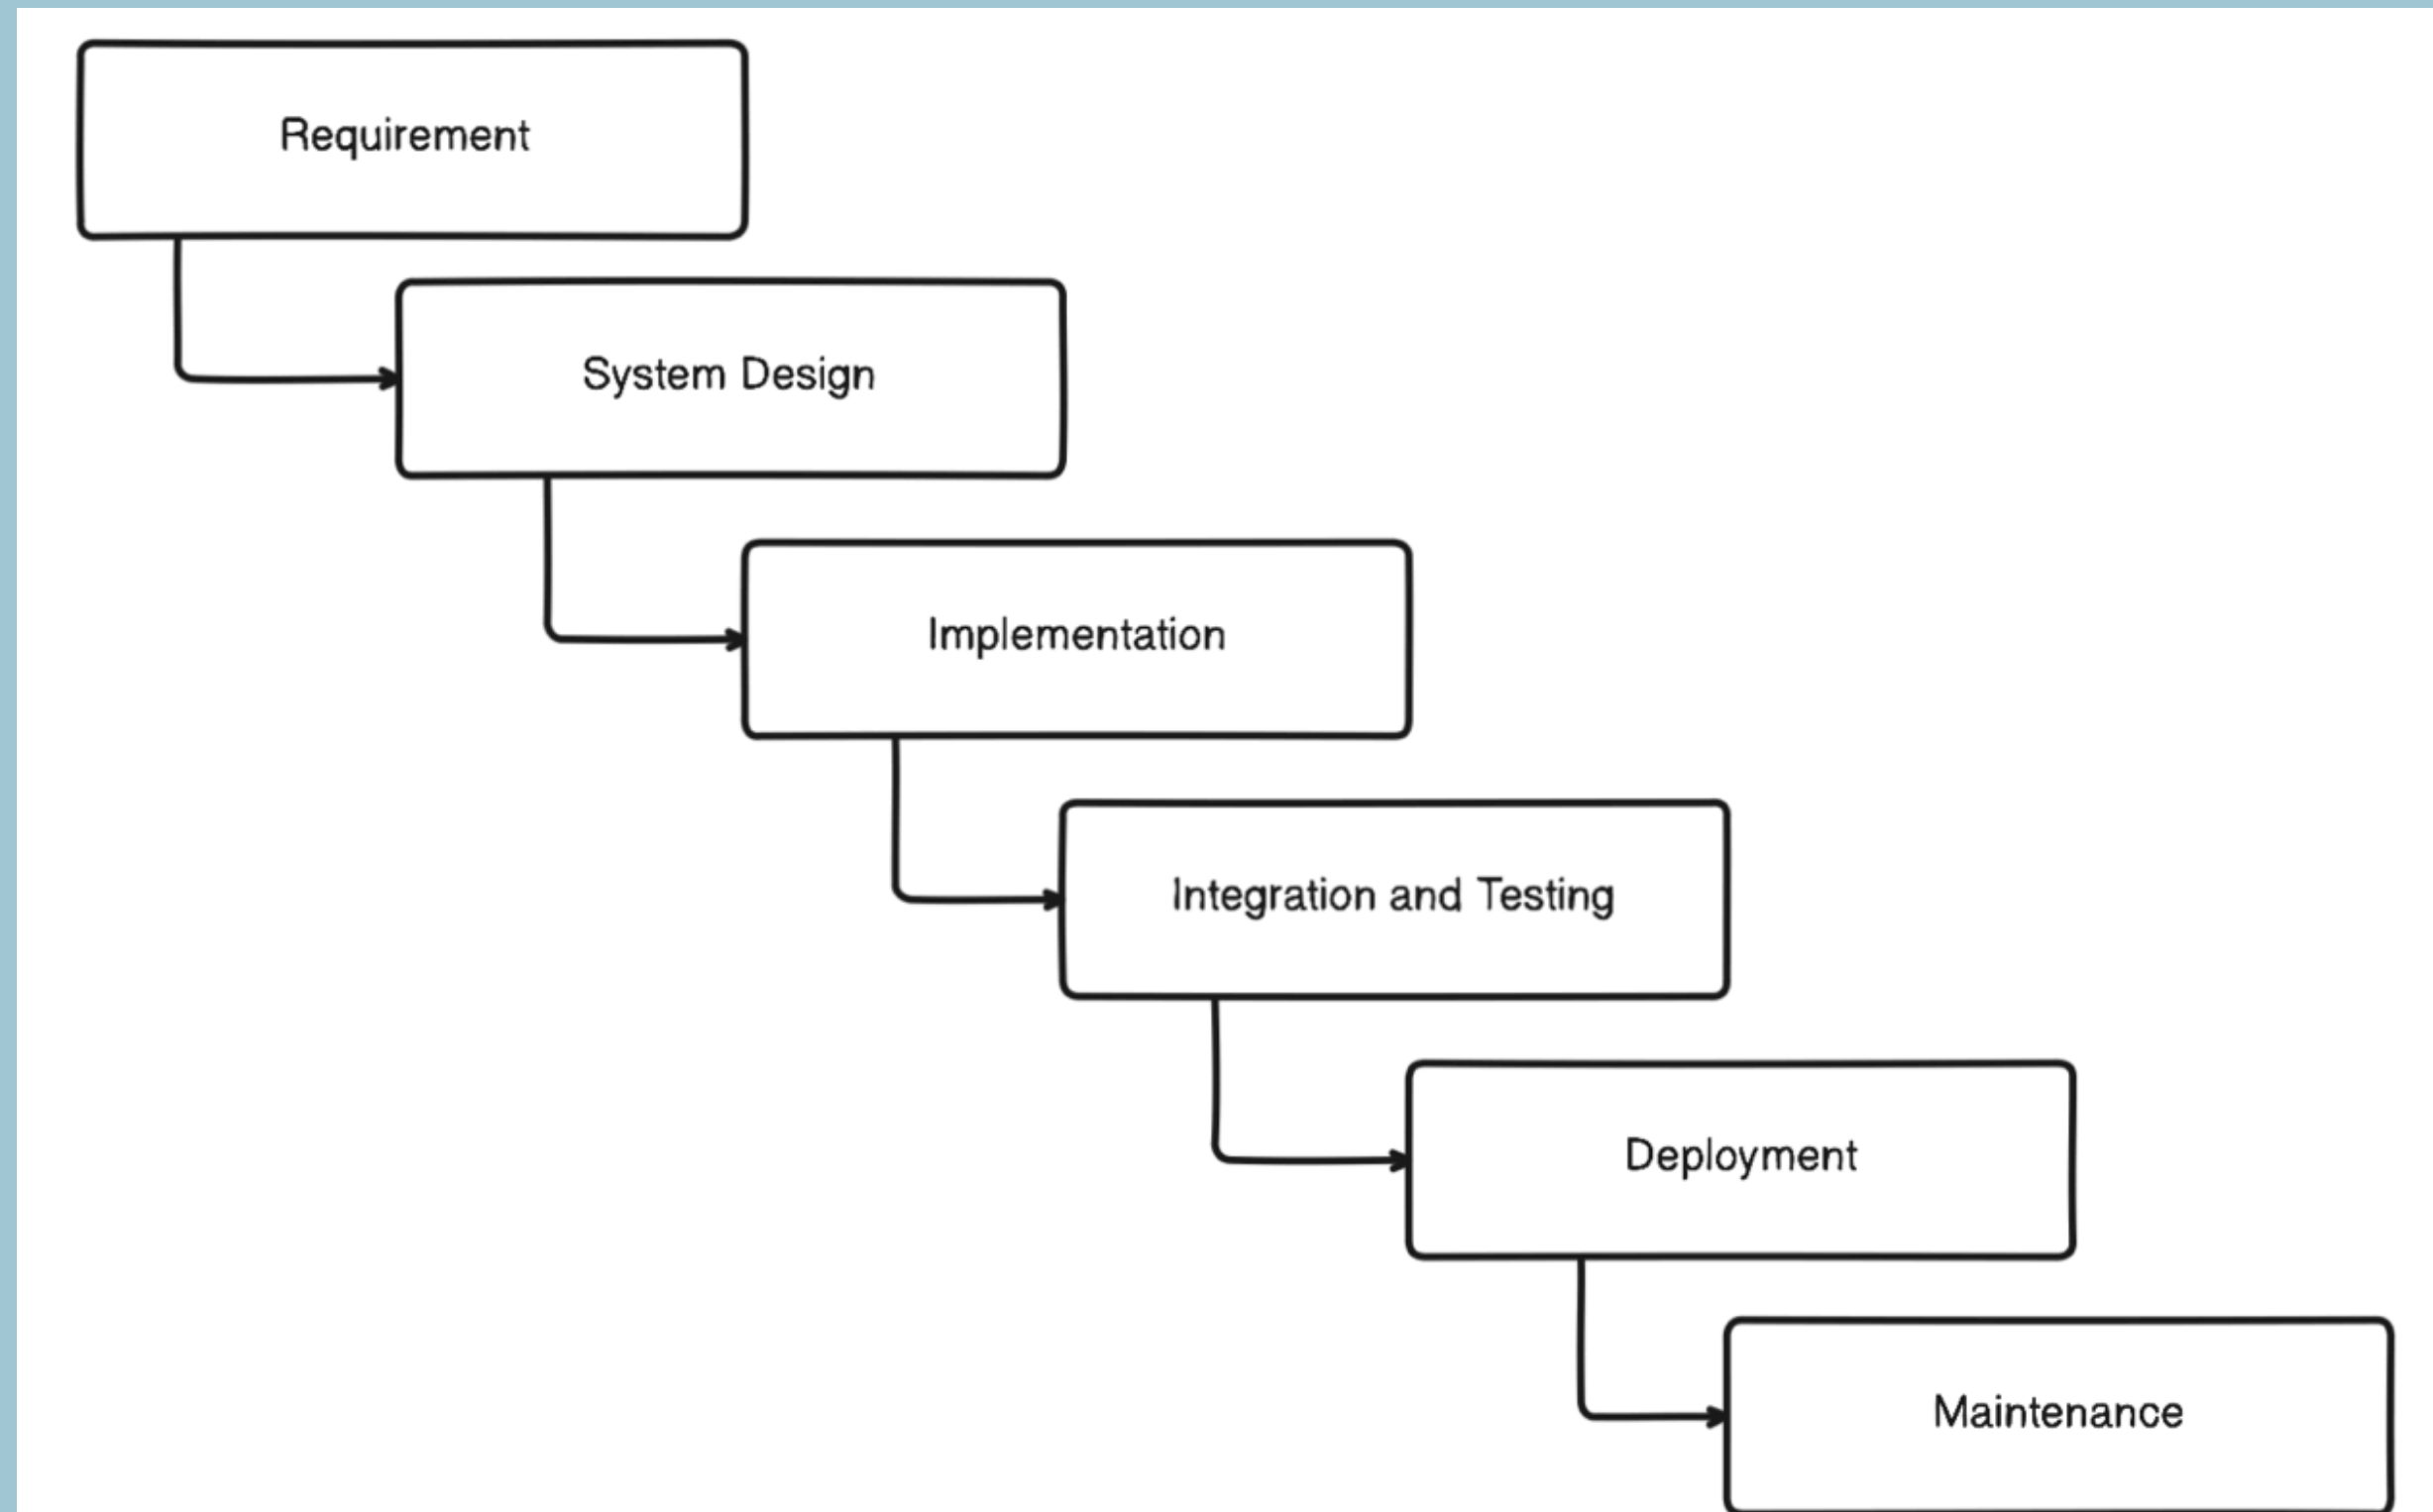 Requirement
System Design
Implementation
Integration and Testing
Deployment
Maintenance